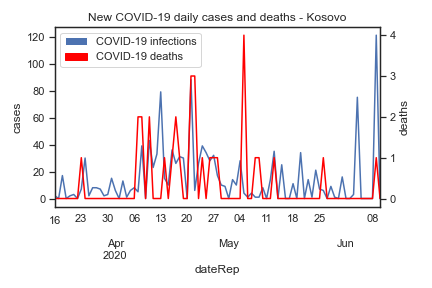 New COVID-19 daily cases and deaths - Kosovo
COVID-19 infections
COVID-19 deaths
cases
120
100
80
60
40
20
0
deaths
4
3
2
1
0
16 23 30 06 13 20 27 04 11 18 25 08
Apr May Jun
2020
dateRep